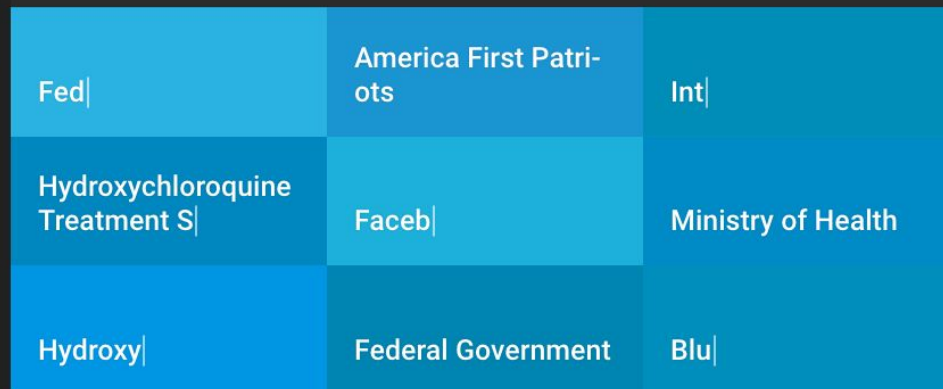 Fed
America First Patri-
ots
Int
Hydroxychloroquine
Treatment S
Faceb
Ministry of Health
Hydroxy
Federal Government
Blu